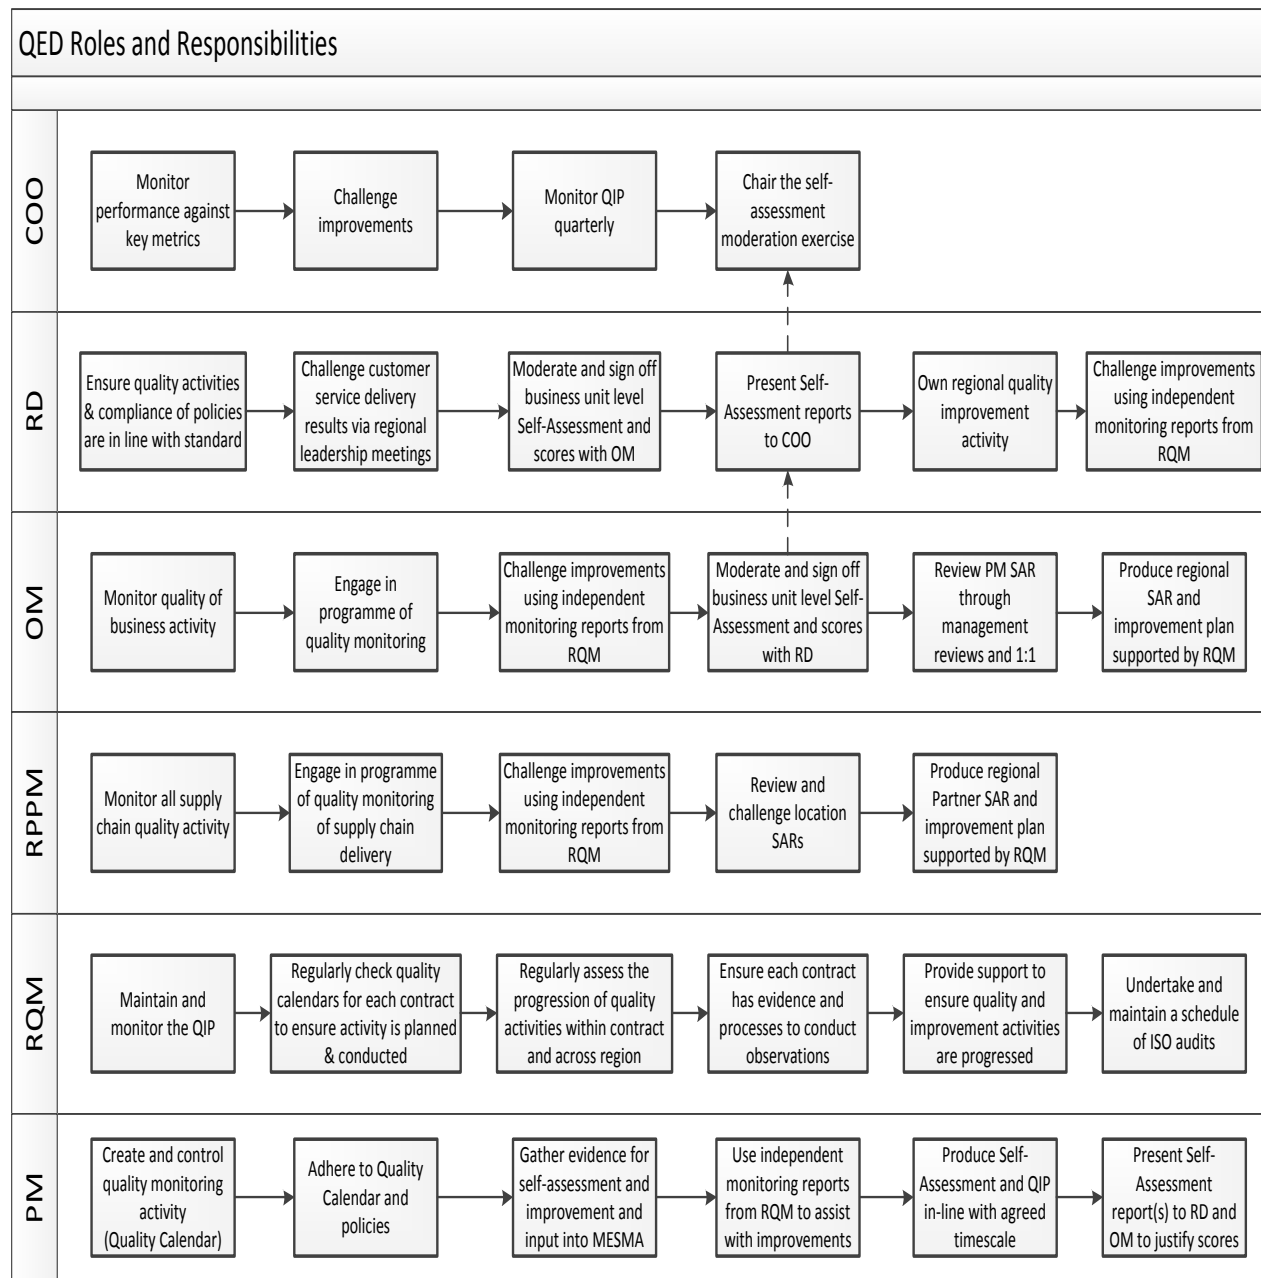 QED Roles and Responsibilities
COO
Monitor
performance against
key metrics
Challenge
improvements
Monitor QIP
quarterly
Chair the self-
assessment
moderation exercise
RD
Ensure quality activities
& compliance of policies
are in line with standard
Challenge customer
service delivery
results via regional
leadership meetings
Moderate and sign off
business unit level
Self-Assessment and
scores with OM
Present Self-
Assessment reports
to COO
Own regional quality
improvement
activity
Challenge improvements
using independent
monitoring reports from
RQM
OM
Monitor quality of
business activity
Engage in
programme of
quality monitoring
Challenge improvements
using independent
monitoring reports from
RQM
Moderate and sign off
business unit level Self-
Assessment and scores
with RD
Review PM SAR
through
management
reviews and 1:1
Produce regional
SAR and
improvement plan
supported by RQM
RPPM
Monitor all supply
chain quality activity
Engage in programme
of quality monitoring
of supply chain
delivery
Challenge improvements
using independent
monitoring reports from
RQM
Review and
challenge location
SARs
Produce regional
Partner SAR and
improvement plan
supported by RQM
RQM
Maintain and
monitor the QIP
Regularly check quality
calendars for each contract
to ensure activity is planned
& conducted
Regularly assess the
progression of quality
activities within contract
and across region
Ensure each contract
has evidence and
processes to conduct
observations
Provide support to
ensure quality and
improvement activities
are progressed
Undertake and
maintain a schedule
of ISO audits
PM
Create and control
quality monitoring
activity
(Quality Calendar)
Adhere to Quality
Calendar and
policies
Gather evidence for
self-assessment and
improvement and
input into MESMA
Use independent
monitoring reports
from RQM to assist
with improvements
Produce Self-
Assessment and QIP
in-line with agreed
timescale
Present Self-
Assessment
report(s) to RD and
OM to justify scores